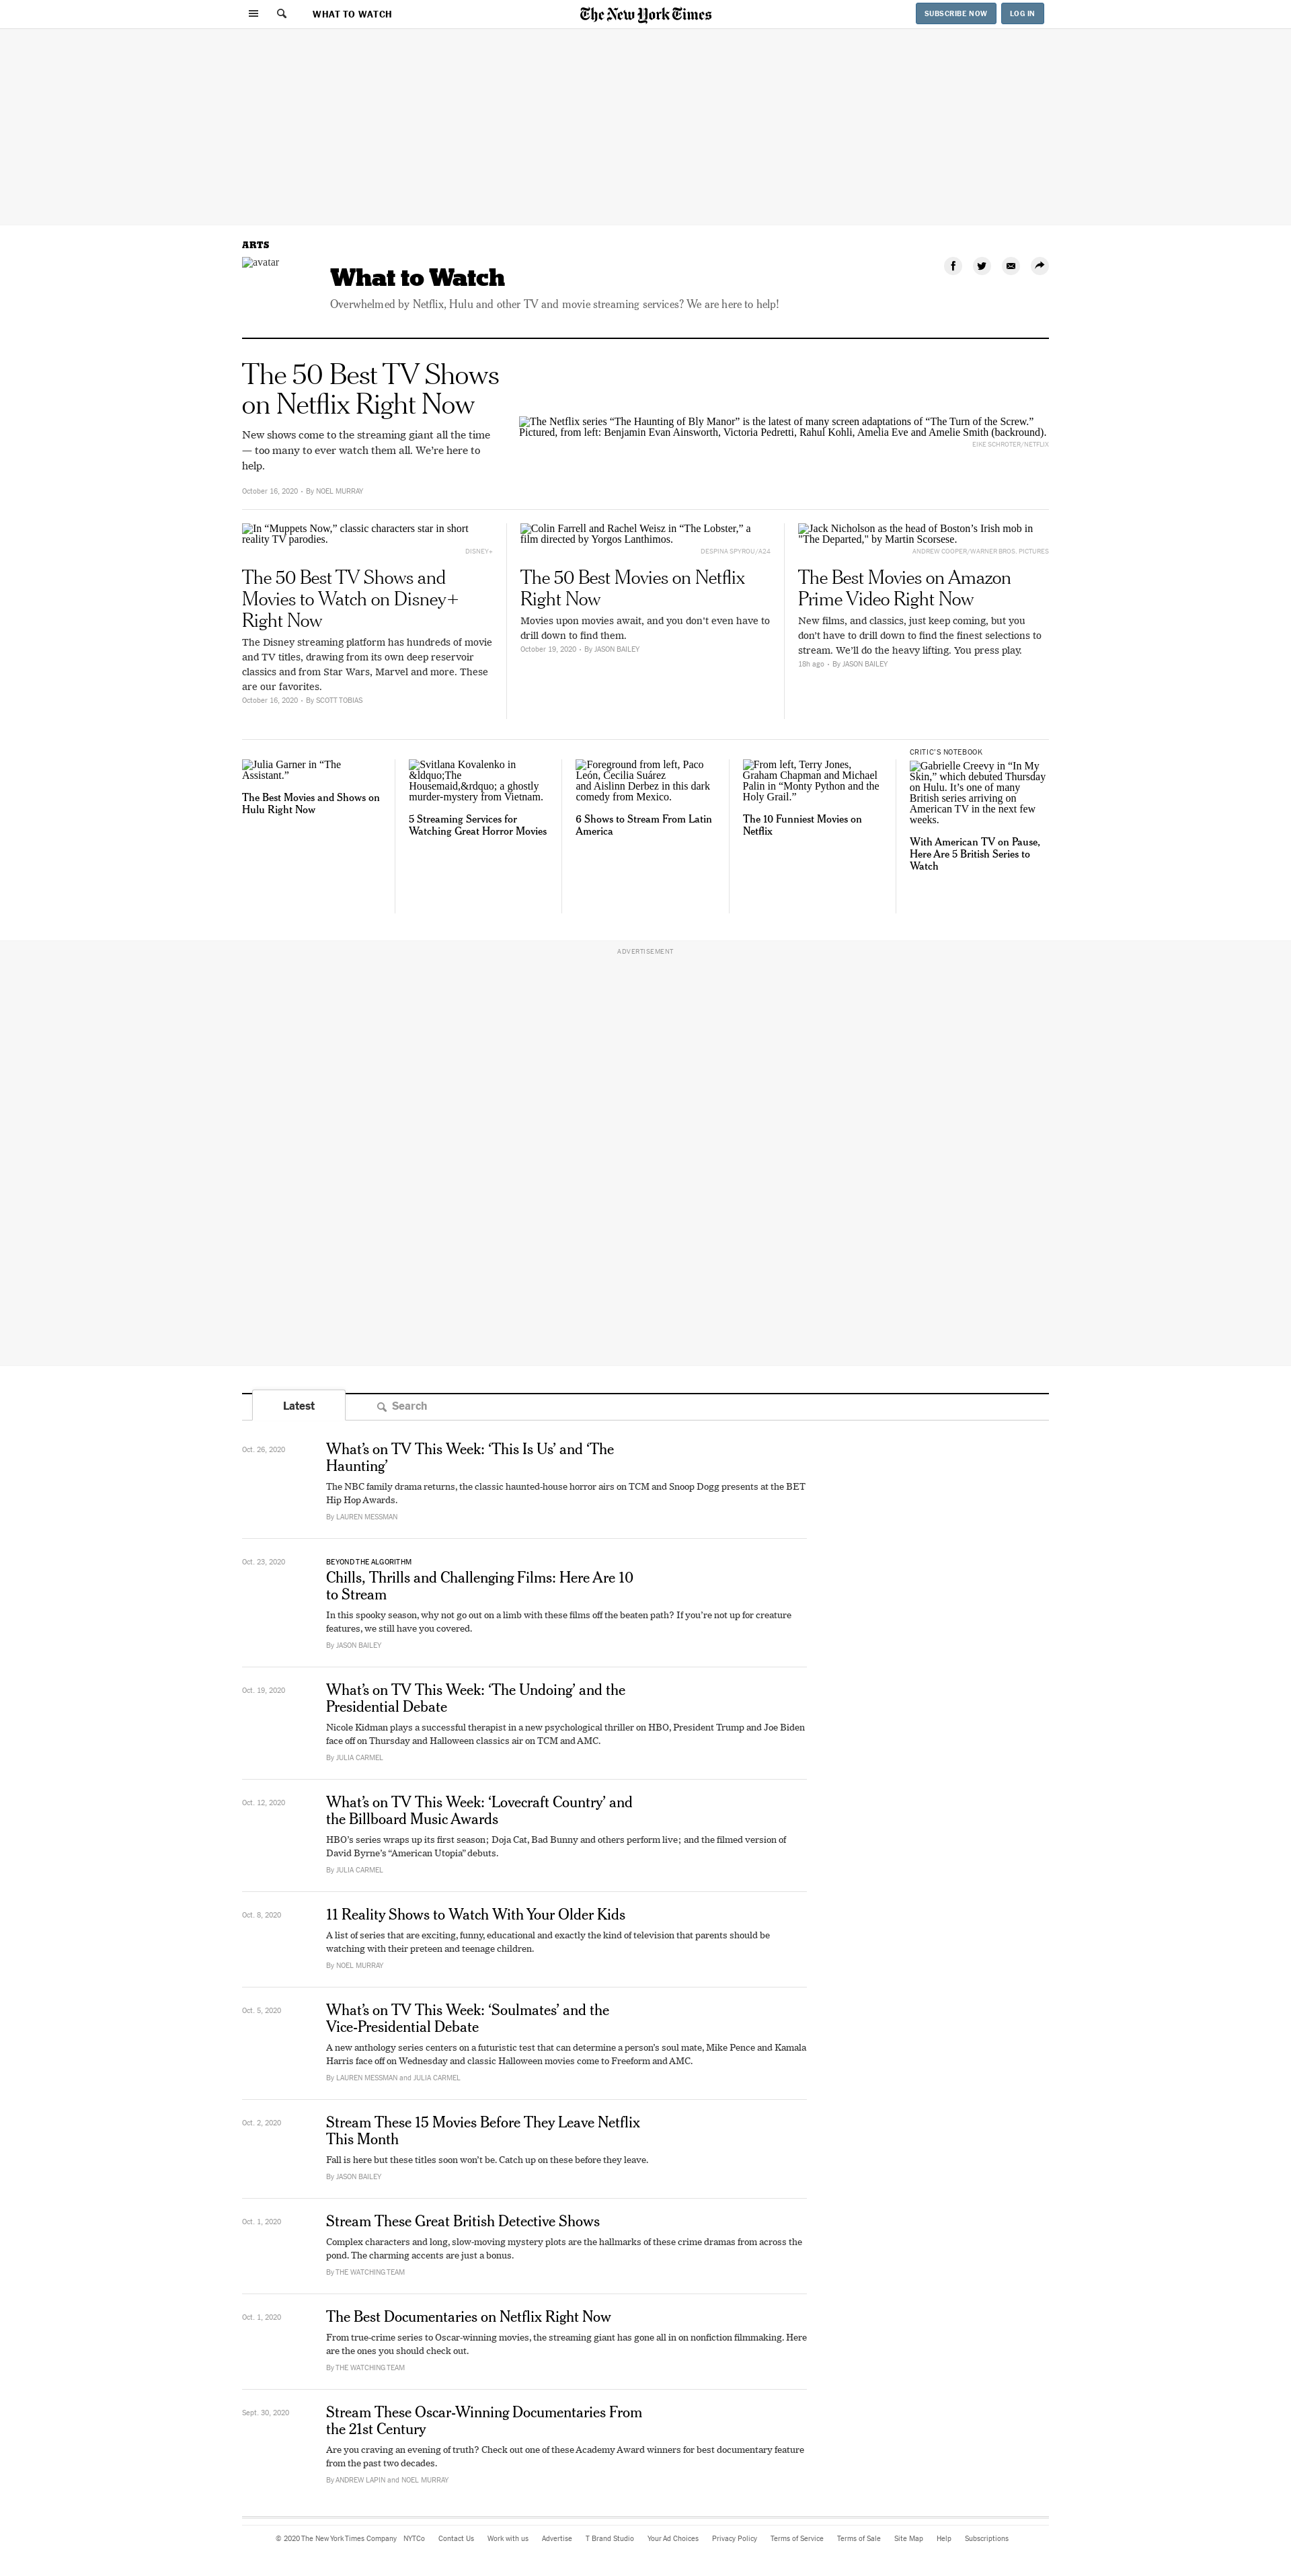 WHAT TO WATCH
The New York Times
SUBSCRIBE NOW
LOG IN
ARTS
avatar
What to Watch
Overwhelmed by Netflix, Hulu and other TV and movie streaming services? We are here to help!
The 50 Best TV Shows
on Netflix Right Now
New shows come to the streaming giant all the time
— too many to ever watch them all. We’re here to
help.
October 16, 2020 • By NOEL MURRAY
The Netflix series “The Haunting of Bly Manor” is the latest of many screen adaptations of “The Turn of the Screw.”
Pictured, from left: Benjamin Evan Ainsworth, Victoria Pedretti, Rahul Kohli, Amelia Eve and Amelie Smith (backround).
EIKE SCHROTER/NETFLIX
In “Muppets Now,” classic characters star in short
reality TV parodies.
DISNEY+
The 50 Best TV Shows and
Movies to Watch on Disney+
Right Now
The Disney streaming platform has hundreds of movie
and TV titles, drawing from its own deep reservoir
classics and from Star Wars, Marvel and more. These
are our favorites.
October 16, 2020 • By SCOTT TOBIAS
Colin Farrell and Rachel Weisz in “The Lobster,” a
film directed by Yorgos Lanthimos.
DESPINA SPYROU/A24
The 50 Best Movies on Netflix
Right Now
Movies upon movies await, and you don’t even have to
drill down to find them.
October 19, 2020 • By JASON BAILEY
Jack Nicholson as the head of Boston’s Irish mob in
"The Departed," by Martin Scorsese.
ANDREW COOPER/WARNER BROS. PICTURES
The Best Movies on Amazon
Prime Video Right Now
New films, and classics, just keep coming, but you
don’t have to drill down to find the finest selections to
stream. We’ll do the heavy lifting. You press play.
18h ago • By JASON BAILEY
Julia Garner in “The
Assistant.”
The Best Movies and Shows on
Hulu Right Now
Svitlana Kovalenko in
&ldquo;The
Housemaid,&rdquo; a ghostly
murder-mystery from Vietnam.
5 Streaming Services for
Watching Great Horror Movies
Foreground from left, Paco
León, Cecilia Suárez
and Aislinn Derbez in this dark
comedy from Mexico.
6 Shows to Stream From Latin
America
From left, Terry Jones,
Graham Chapman and Michael
Palin in “Monty Python and the
Holy Grail.”
The 10 Funniest Movies on
Netflix
CRITIC’S NOTEBOOK
Gabrielle Creevy in “In My
Skin,” which debuted Thursday
on Hulu. It’s one of many
British series arriving on
American TV in the next few
weeks.
With American TV on Pause,
Here Are 5 British Series to
Watch
ADVERTISEMENT
Latest
Search
Oct. 26, 2020
What’s on TV This Week: ‘This Is Us’ and ‘The
Haunting’
The NBC family drama returns, the classic haunted-house horror airs on TCM and Snoop Dogg presents at the BET
Hip Hop Awards.
By LAUREN MESSMAN
Oct. 23, 2020
BEYOND THE ALGORITHM
Chills, Thrills and Challenging Films: Here Are 10
to Stream
In this spooky season, why not go out on a limb with these films off the beaten path? If you’re not up for creature
features, we still have you covered.
By JASON BAILEY
Oct. 19, 2020
What’s on TV This Week: ‘The Undoing’ and the
Presidential Debate
Nicole Kidman plays a successful therapist in a new psychological thriller on HBO, President Trump and Joe Biden
face off on Thursday and Halloween classics air on TCM and AMC.
By JULIA CARMEL
Oct. 12, 2020
What’s on TV This Week: ‘Lovecraft Country’ and
the Billboard Music Awards
HBO’s series wraps up its first season; Doja Cat, Bad Bunny and others perform live; and the filmed version of
David Byrne’s “American Utopia” debuts.
By JULIA CARMEL
Oct. 8, 2020
11 Reality Shows to Watch With Your Older Kids
A list of series that are exciting, funny, educational and exactly the kind of television that parents should be
watching with their preteen and teenage children.
By NOEL MURRAY
Oct. 5, 2020
What’s on TV This Week: ‘Soulmates’ and the
Vice-Presidential Debate
A new anthology series centers on a futuristic test that can determine a person’s soul mate, Mike Pence and Kamala
Harris face off on Wednesday and classic Halloween movies come to Freeform and AMC.
By LAUREN MESSMAN and JULIA CARMEL
Oct. 2, 2020
Stream These 15 Movies Before They Leave Netflix
This Month
Fall is here but these titles soon won’t be. Catch up on these before they leave.
By JASON BAILEY
Oct. 1, 2020
Stream These Great British Detective Shows
Complex characters and long, slow-moving mystery plots are the hallmarks of these crime dramas from across the
pond. The charming accents are just a bonus.
By THE WATCHING TEAM
Oct. 1, 2020
The Best Documentaries on Netflix Right Now
From true-crime series to Oscar-winning movies, the streaming giant has gone all in on nonfiction filmmaking. Here
are the ones you should check out.
By THE WATCHING TEAM
Sept. 30, 2020
Stream These Oscar-Winning Documentaries From
the 21st Century
Are you craving an evening of truth? Check out one of these Academy Award winners for best documentary feature
from the past two decades.
By ANDREW LAPIN and NOEL MURRAY
© 2020 The New York Times Company NYTCo Contact Us Work with us Advertise T Brand Studio Your Ad Choices Privacy Policy Terms of Service Terms of Sale Site Map Help Subscriptions